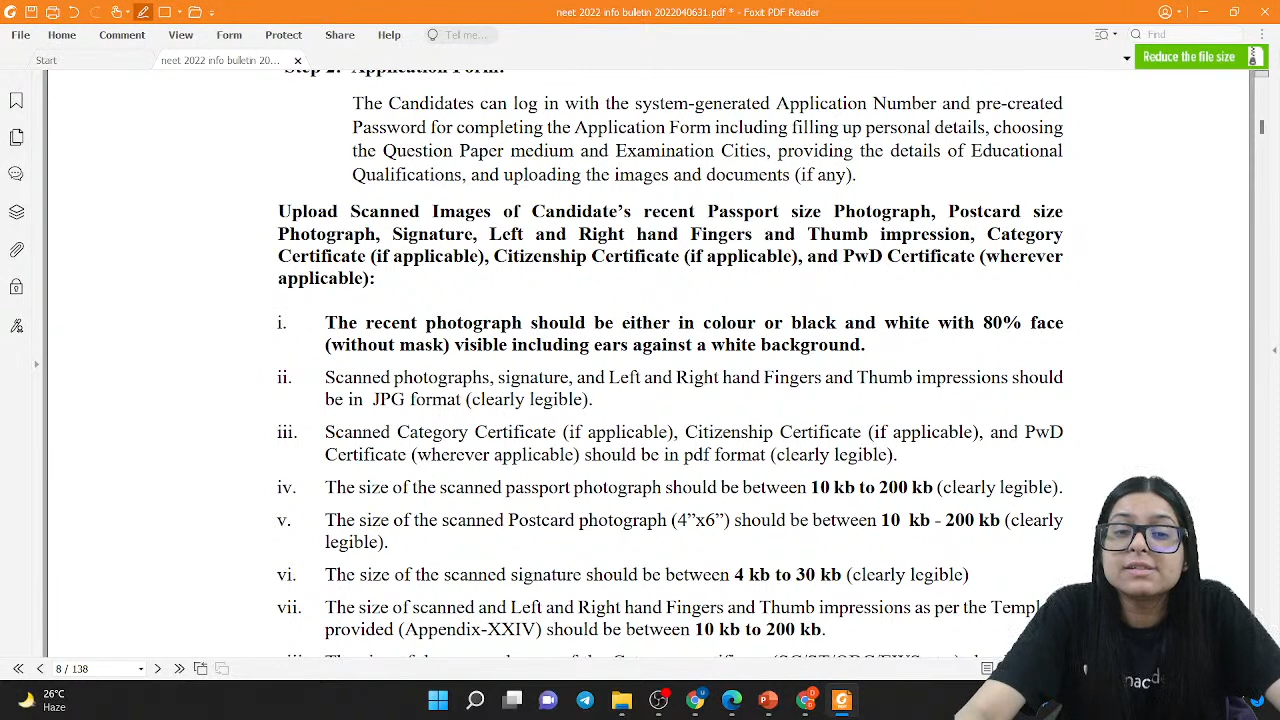 neet 2022 info buletin 2022040631.pdf * - Foxit PDF Reader
File Home Comment View Form Protect Share Help Tell me... Find
Start neet 2022 info buletin 20... Reduce the file size
Step 2: Application Form:
The Candidates can log in with the system-generated Application Number and pre-created
Password for completing the Application Form including filling up personal details, choosing
the Question Paper medium and Examination Cities, providing the details of Educational
Qualifications, and uploading the images and documents (if any).
Upload Scanned Images of Candidate’s recent Passport size Photograph, Postcard size
Photograph, Signature, Left and Right hand Fingers and Thumb impression, Category
Certificate (if applicable), Citizenship Certificate (if applicable), and PwD Certificate (wherever
applicable):
i. The recent photograph should be either in colour or black and white with 80% face
(without mask) visible including ears against a white background.
ii. Scanned photographs, signature, and Left and Right hand Fingers and Thumb impressions should
be in JPG format (clearly legible).
iii. Scanned Category Certificate (if applicable), Citizenship Certificate (if applicable), and PwD
Certificate (wherever applicable) should be in pdf format (clearly legible).
iv. The size of the scanned passport photograph should be between 10 kb to 200 kb (clearly legible).
v. The size of the scanned Postcard photograph (4”x6”) should be between 10 kb - 200 kb (clearly
legible).
vi. The size of the scanned signature should be between 4 kb to 30 kb (clearly legible)
vii. The size of scanned and Left and Right hand Fingers and Thumb impressions as per the Templ
provided (Appendix-XXIV) should be between 10 kb to 200 kb.
8 / 138
26°C
Haze